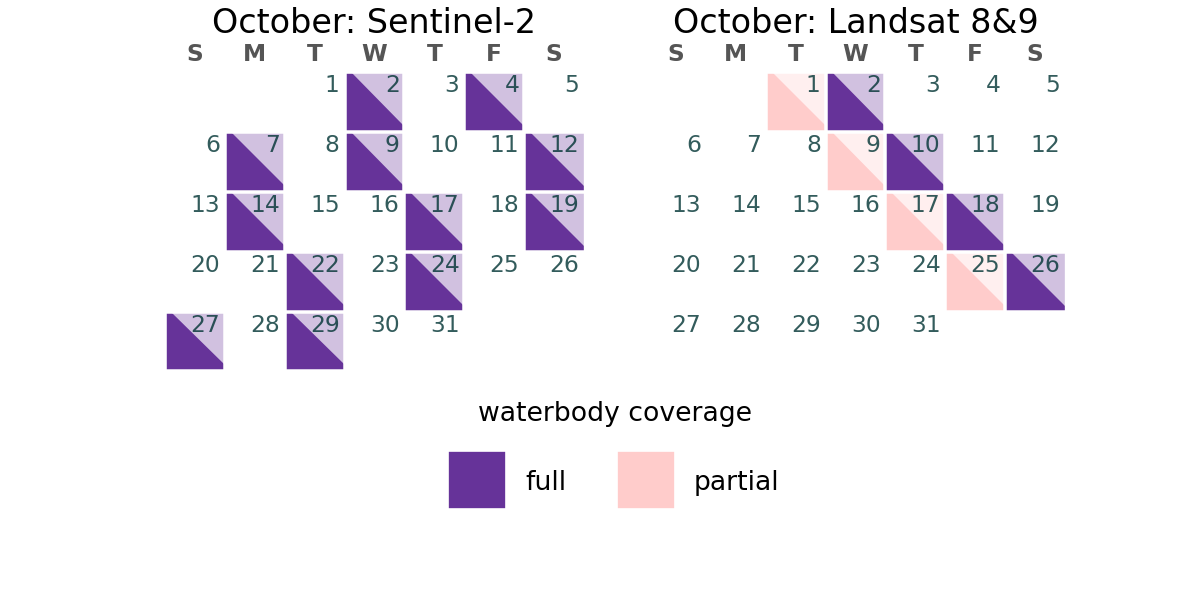 October: Sentinel-2
S M T W T F S
1 2 3 4 5
6 7 8 9 10 11 12
13 14 15 16 17 18 19
20 21 22 23 24 25 26
27 28 29 30 31
October: Landsat 8&9
S M T W T F S
1 2 3 4 5
6 7 8 9 10 11 12
13 14 15 16 17 18 19
20 21 22 23 24 25 26
27 28 29 30 31
waterbody coverage
full partial